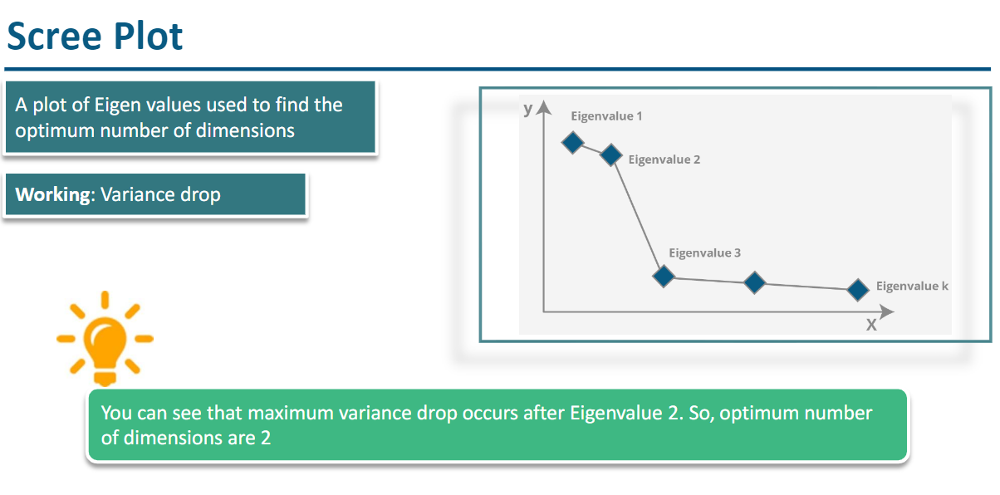 Scree Plot
A plot of Eigen values used to find the
optimum number of dimensions
Working: Variance drop
y
Eigenvalue 1
Eigenvalue 2
Eigenvalue 3
Eigenvalue k
X
You can see that maximum variance drop occurs after Eigenvalue 2. So, optimum number
of dimensions are 2